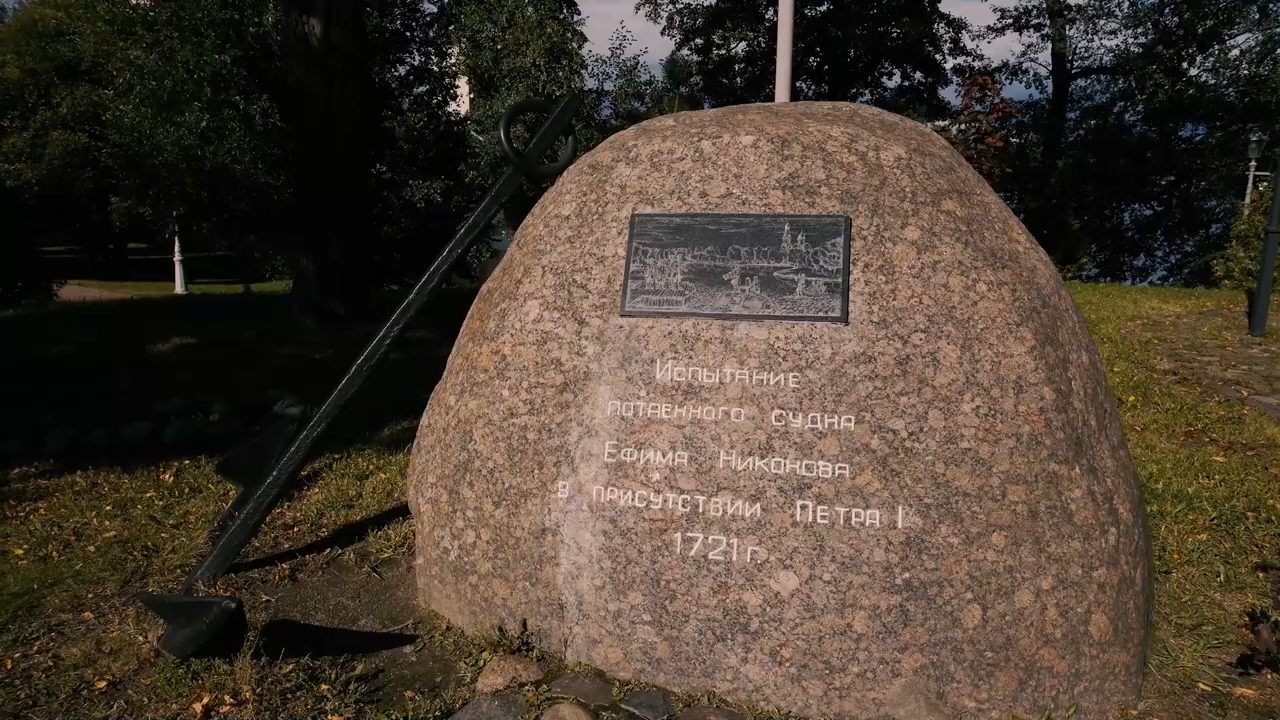 Испытание
потаенного судна
Ефима Никонова
в присутствии Петра I
1721 г.